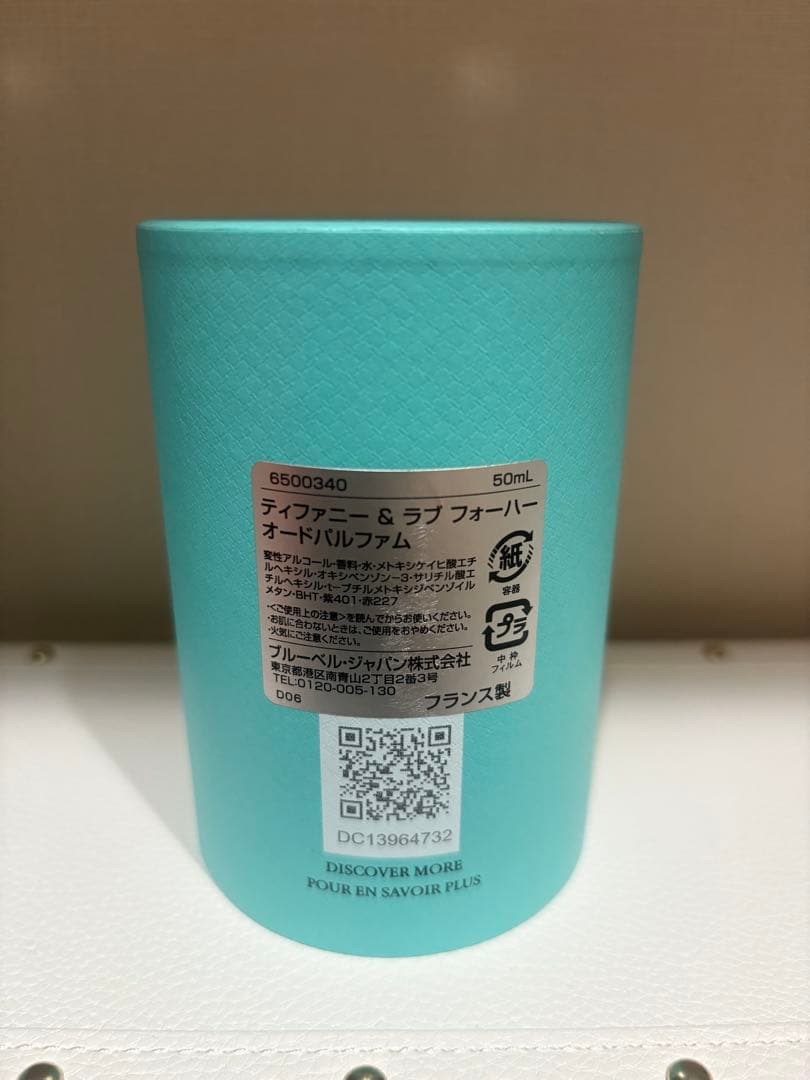 6500340 50mL
ティファニー & ラブ フォーハー
オードパルファム
変性アルコール・香料・水・メトキシケイヒ酸エチ
ルヘキシル・オキシベンゾン-3・サリチル酸エ
チルヘキシル・t-ブチルメトキシジベンゾイル
メタン・BHT・紫401・赤227
・<ご使用上の注意>を読んでからお使いください。
・お肌に合わないときは、ご使用をおやめください。
・火気にご注意ください。
紙
容器
プラ
中枠
フィルム
ブルーベル・ジャパン株式会社
東京都港区南青山2丁目2番3号
TEL:0120-005-130
D06 フランス製
DC13964732
DISCOVER MORE
POUR EN SAVOIR PLUS